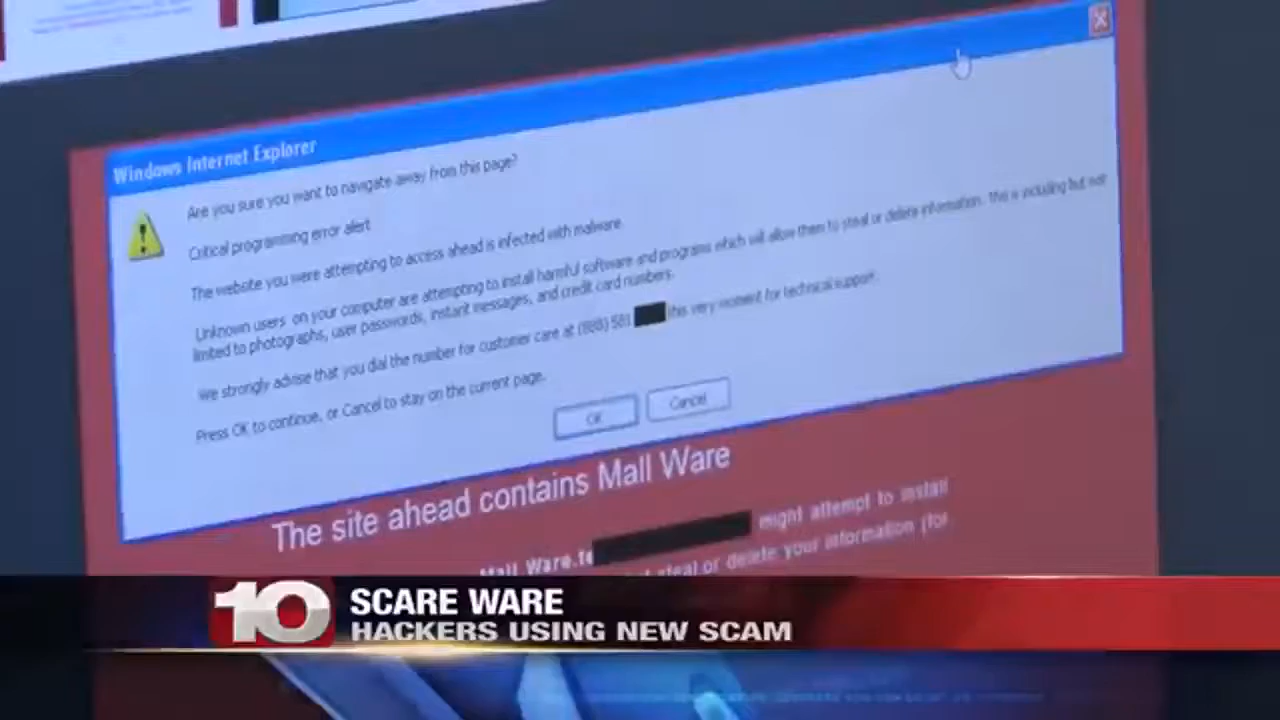 Windows Internet Explorer
Are you sure you want to navigate away from this page?
Critical programming error alert
The website you were attempting to access ahead is infected with malware.
Unknown users on your computer are attempting to install harmful software and programs which will allow them to steal or delete information. this is including but not
limited to photographs, user passwords, instant messages, and credit card numbers.
We strongly advise that you dial the number for customer care at (888) 581 this very moment for technical support.
Press OK to continue, or Cancel to stay on the current page.
OK
Cancel
The site ahead contains Mall Ware
Mall Ware.te might attempt to install
steal or delete your information (for
10
SCARE WARE
HACKERS USING NEW SCAM